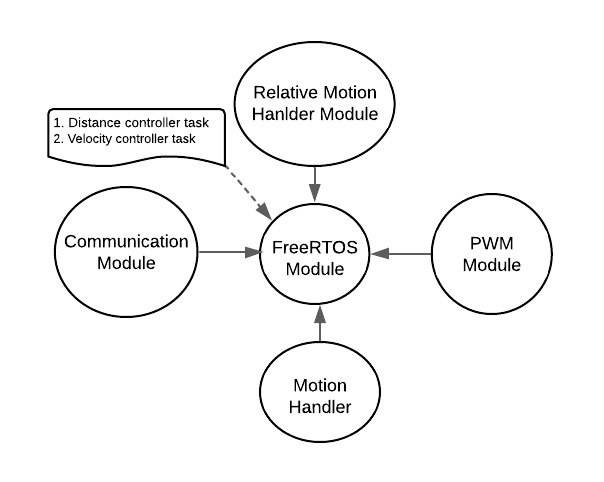 Relative Motion
Hanlder Module
1. Distance controller task
2. Velocity controller task
Communication
Module
FreeRTOS
Module
PWM
Module
Motion
Handler